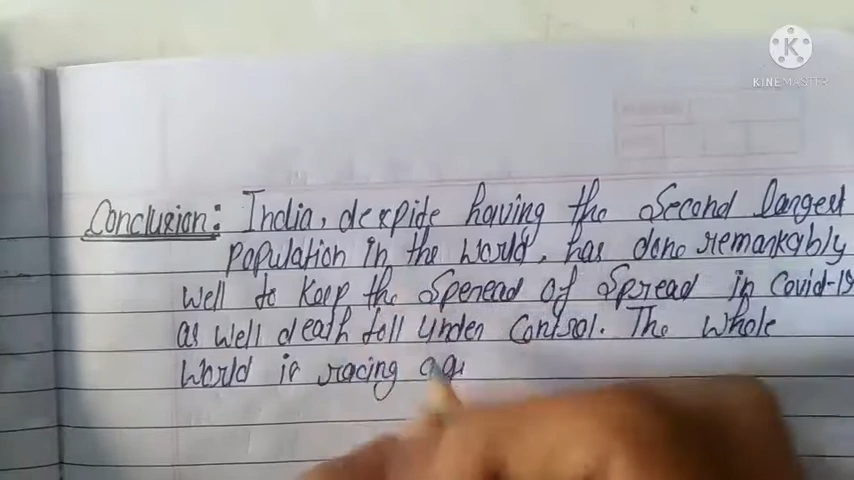 KINEMASTER
Conclusion: India, despite having the Second largest
population in the world, has done remarkably
well to keep the Spenead of Spread in Covid-19
as well death toll under Control. The whole
World is racing aga